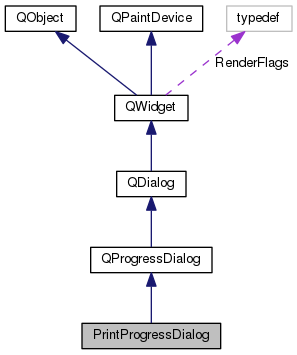 QObject
QPaintDevice
typedef
RenderFlags
QWidget
QDialog
QProgressDialog
PrintProgressDialog